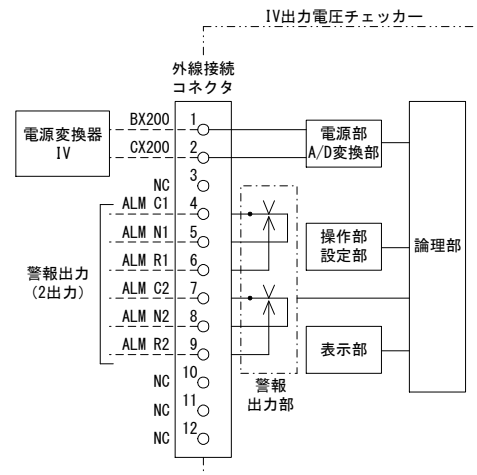 IV出力電圧チェッカー
外線接続
コネクタ
電源変換器
IV
BX200
1
CX200
2
NC
3
ALM C1
4
ALM N1
5
ALM R1
6
ALM C2
7
ALM N2
8
ALM R2
9
NC
10
NC
11
NC
12
警報出力
(2出力)
警報
出力部
電源部
A/D変換部
操作部
設定部
表示部
論理部